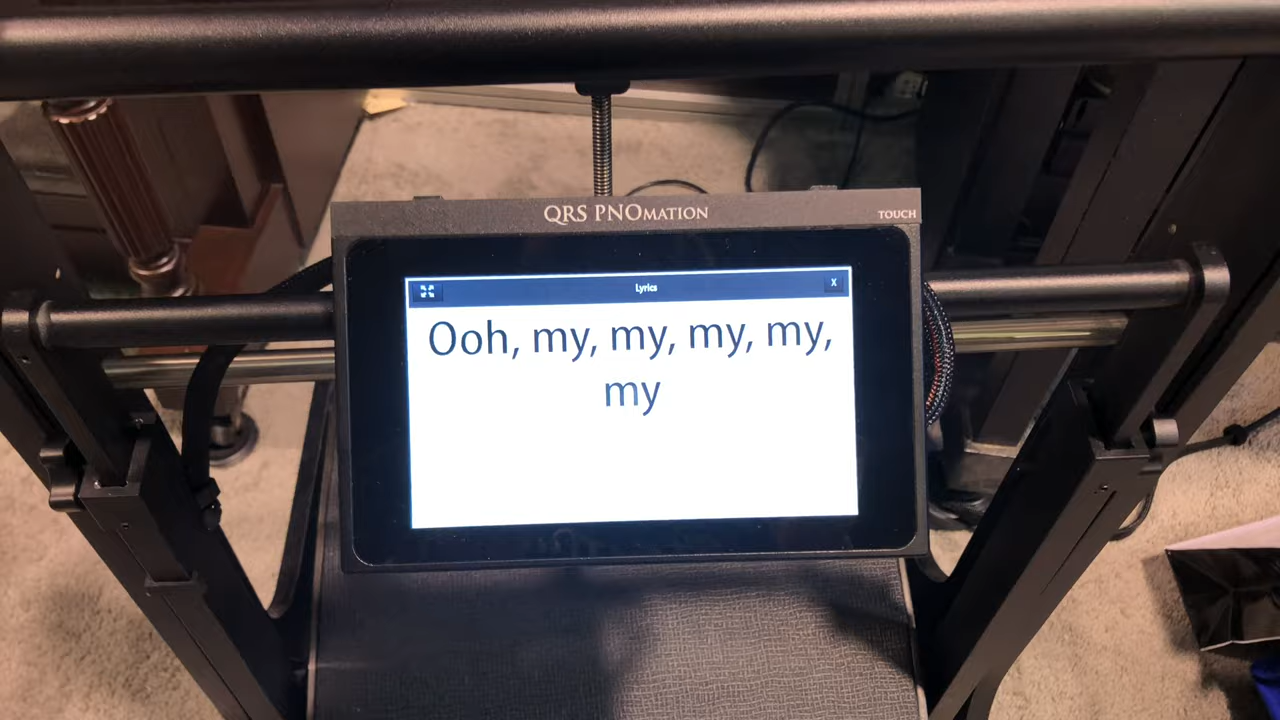 QRS PNOMATION
TOUCH
Lyrics
X
Ooh, my, my, my, my,
my